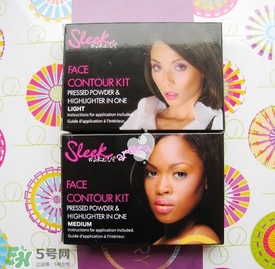 Sleek
MakeUP
FACE
CONTOUR KIT
PRESSED POWDER &
HIGHLIGHTER IN ONE
LIGHT
Instructions for application included.
Guide d'application à l'intérieur.
Sleek
MakeUP
FACE
CONTOUR KIT
PRESSED POWDER &
HIGHLIGHTER IN ONE
MEDIUM
Instructions for application included.
Guide d'application à l'intérieur.
5号网